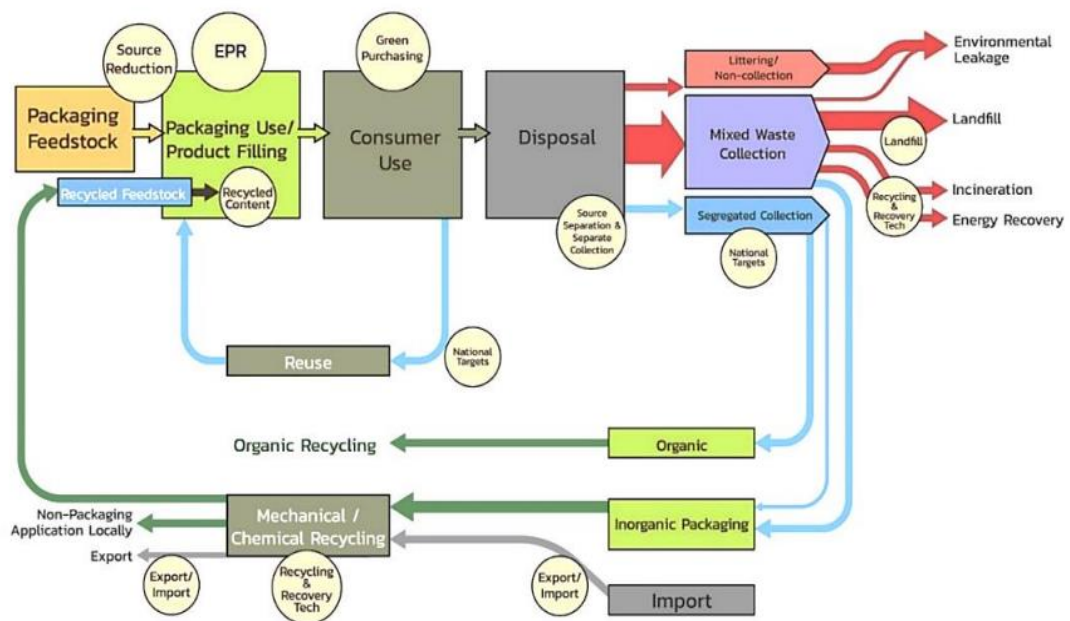 Source
Reduction
EPR
Green
Purchasing
Littering/
Non-collection
Environmental
Leakage
Packaging
Feedstock
Packaging Use/
Product Filling
Consumer
Use
Disposal
Mixed Waste
Collection
Landfill
Landfill
Recycled Feedstock
Recycled
Content
Source
Separation &
Separate
Collection
Segregated Collection
National
Targets
Recycling
&
Recovery
Tech
Incineration
Energy Recovery
Reuse
National
Targets
Organic Recycling
Organic
Non-Packaging
Application Locally
Export
Mechanical /
Chemical Recycling
Inorganic Packaging
Export/
Import
Recycling
&
Recovery
Tech
Export/
Import
Import